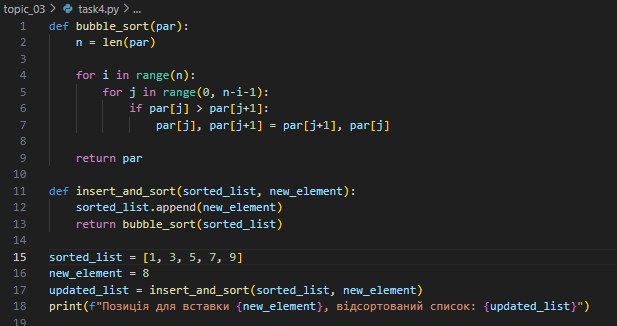 topic_03 > task4.py > ...
1 def bubble_sort(par):
2     n = len(par)
3
4     for i in range(n):
5         for j in range(0, n-i-1):
6             if par[j] > par[j+1]:
7                 par[j], par[j+1] = par[j+1], par[j]
8
9     return par
10
11 def insert_and_sort(sorted_list, new_element):
12     sorted_list.append(new_element)
13     return bubble_sort(sorted_list)
14
15 sorted_list = [1, 3, 5, 7, 9]
16 new_element = 8
17 updated_list = insert_and_sort(sorted_list, new_element)
18 print(f"Позиція для вставки {new_element}, відсортований список: {updated_list}")
19